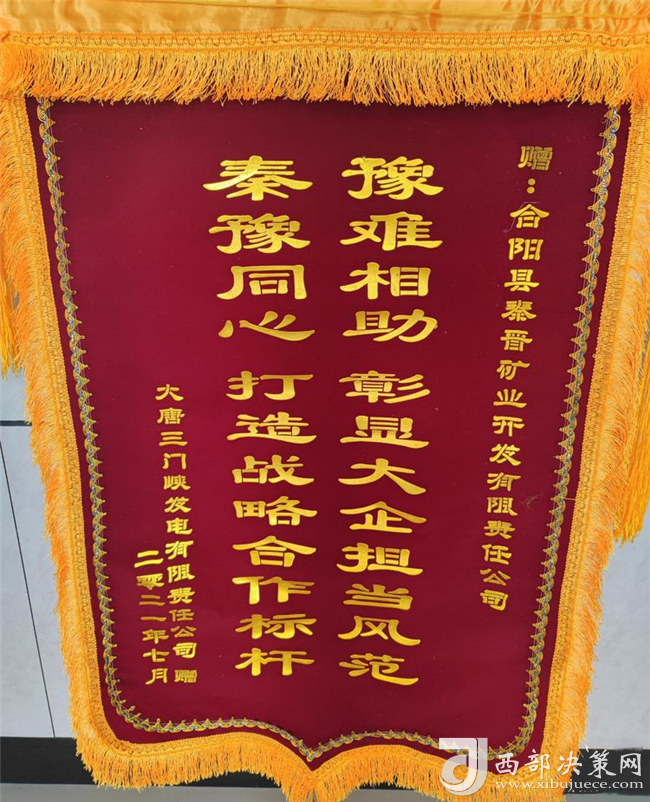 赠：合阳县秦晋矿业开发有限责任公司
豫难相助 彰显大企担当风范
秦豫同心 打造战略合作标杆
大唐三门峡发电有限责任公司 赠
二零二一年七月
西部决策网
www.xibujuece.com